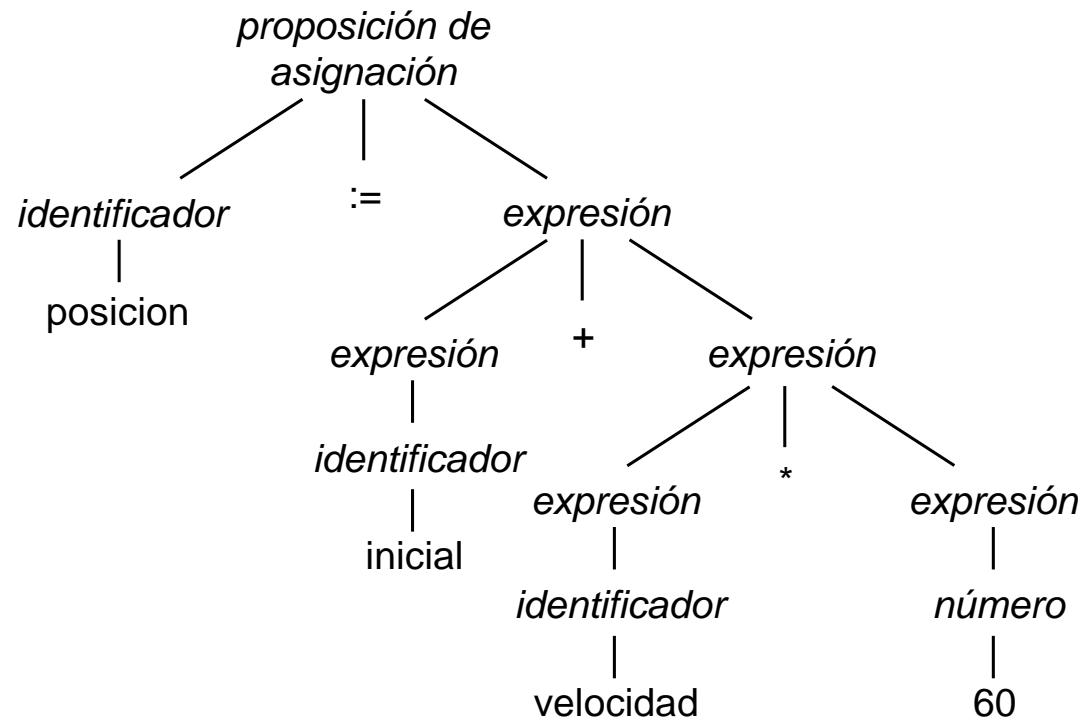 proposición de
asignación
identificador
:=
expresión
posicion
expresión
+
expresión
identificador
*
expresión
expresión
inicial
identificador
número
velocidad
60